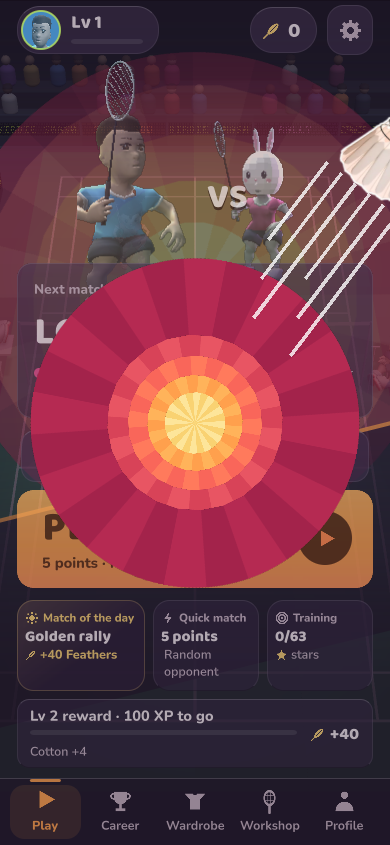 Lv 1
0
VS
Next
5 points ·
Match of the day
Golden rally
+40 Feathers
Quick match
5 points
Random
opponent
Training
0/63
stars
Lv 2 reward · 100 XP to go
+40
Cotton +4
Play
Career
Wardrobe
Workshop
Profile